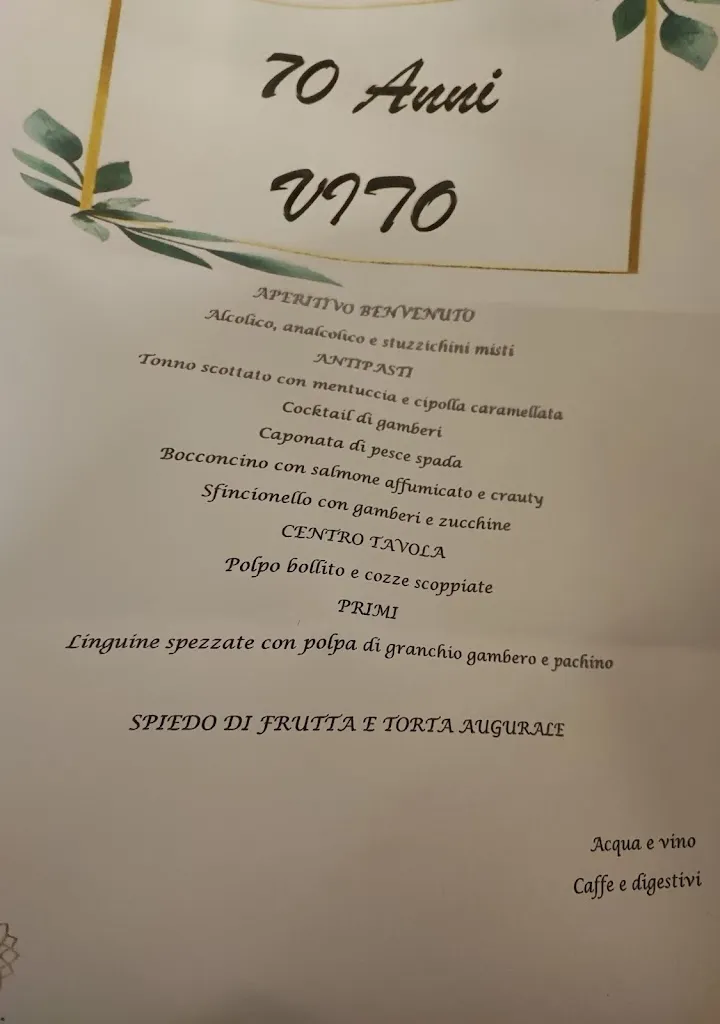 70 Anni
VITO
APERITIVO BENVENUTO
Alcolico, analcolico e stuzzichini misti
ANTIPASTI
Tonno scottato con mentuccia e cipolla caramellata
Cocktail di gamberi
Caponata di pesce spada
Bocconcino con salmone affumicato e crauty
Sfincionello con gamberi e zucchine
CENTRO TAVOLA
Polpo bollito e cozze scoppiate
PRIMI
Linguine spezzate con polpa di granchio gambero e pachino
SPIEDO DI FRUTTA E TORTA AUGURALE
Acqua e vino
Caffe e digestivi